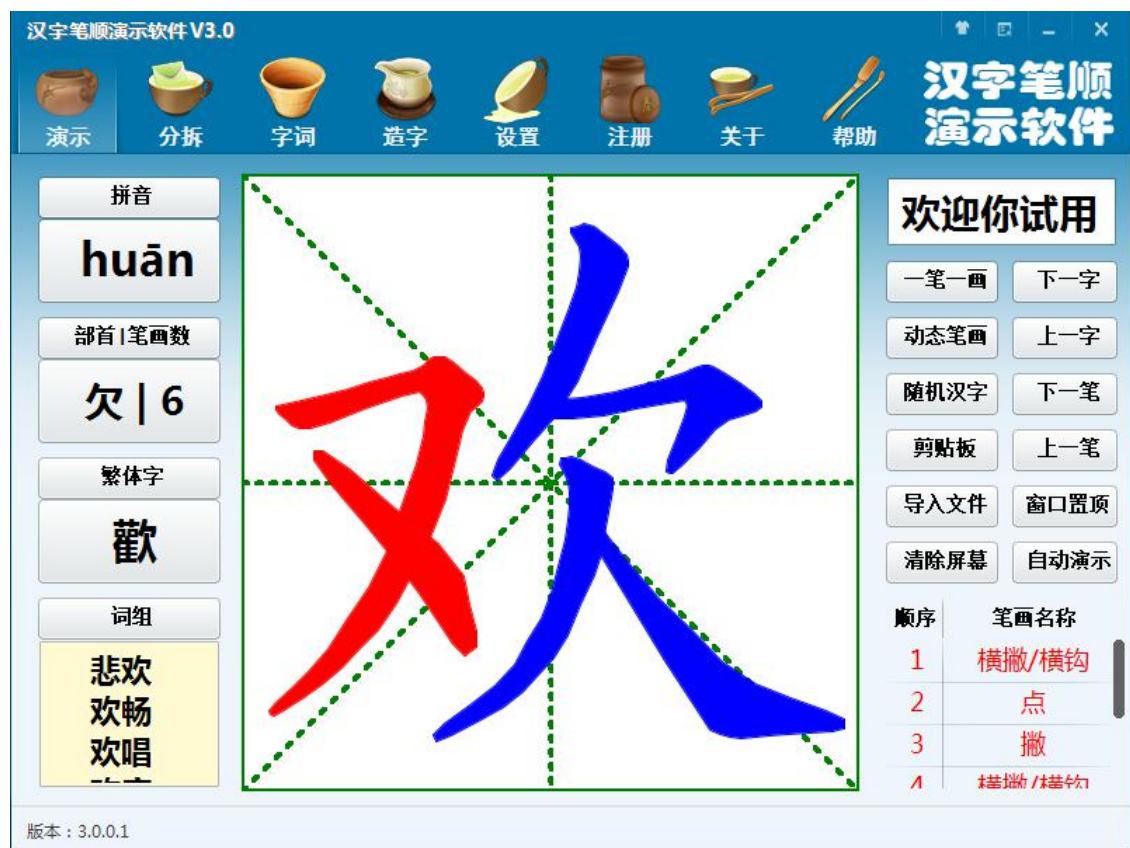 汉字笔顺演示软件V3.0
演示 分拆 字词 造字 设置 注册 关于 帮助
汉字笔顺
演示软件
拼音
huān
部首|笔画数
欠 | 6
繁体字
歡
词组
悲欢
欢畅
欢唱
欢
欢迎你试用
一笔一画 下一字
动态笔画 上一字
随机汉字 下一笔
剪贴板 上一笔
导入文件 窗口置顶
清除屏幕 自动演示
顺序 笔画名称
1 横撇/横钩
2 点
3 撇
4 横撇/横钩
版本：3.0.0.1